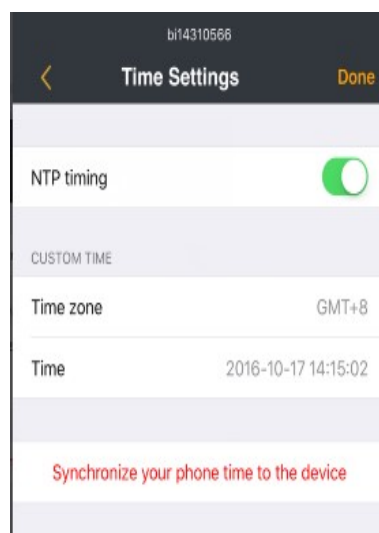 bi14310566
Time Settings Done
NTP timing
CUSTOM TIME
Time zone GMT+8
Time 2016-10-17 14:15:02
Synchronize your phone time to the device